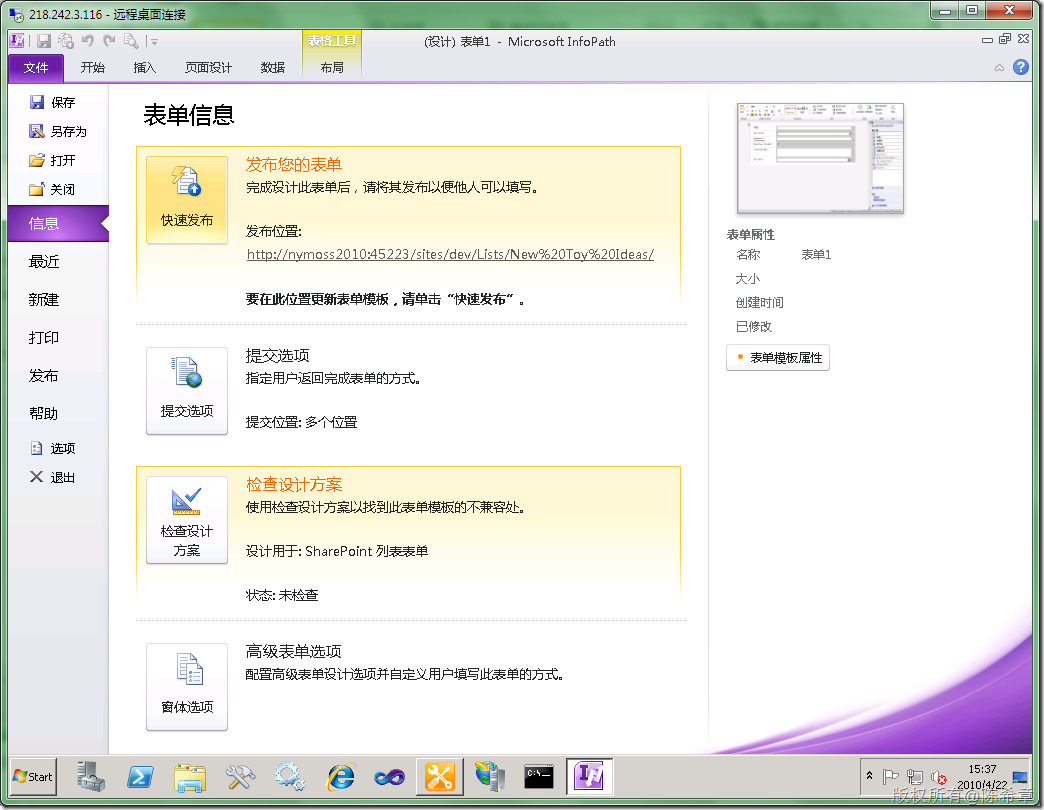 218.242.3.116 - 远程桌面连接
表格工具
(设计) 表单1 - Microsoft InfoPath
文件 开始 插入 页面设计 数据 布局
保存
另存为
打开
关闭
信息
最近
新建
打印
发布
帮助
选项
退出
表单信息
快速发布
发布您的表单
完成设计此表单后，请将其发布以便他人可以填写。
发布位置:
http://nymoss2010:45223/sites/dev/Lists/New%20Toy%20Ideas/
要在此位置更新表单模板，请单击“快速发布”。
提交选项
提交选项
指定用户返回完成表单的方式。
提交位置: 多个位置
检查设计
方案
检查设计方案
使用检查设计方案以找到此表单模板的不兼容处。
设计用于: SharePoint 列表表单
状态: 未检查
窗体选项
高级表单选项
配置高级表单设计选项并自定义用户填写此表单的方式。
表单属性
名称 表单1
大小
创建时间
已修改
表单模板属性
Start
C:\_
15:37
2010/4/22
版权所有@陈希章